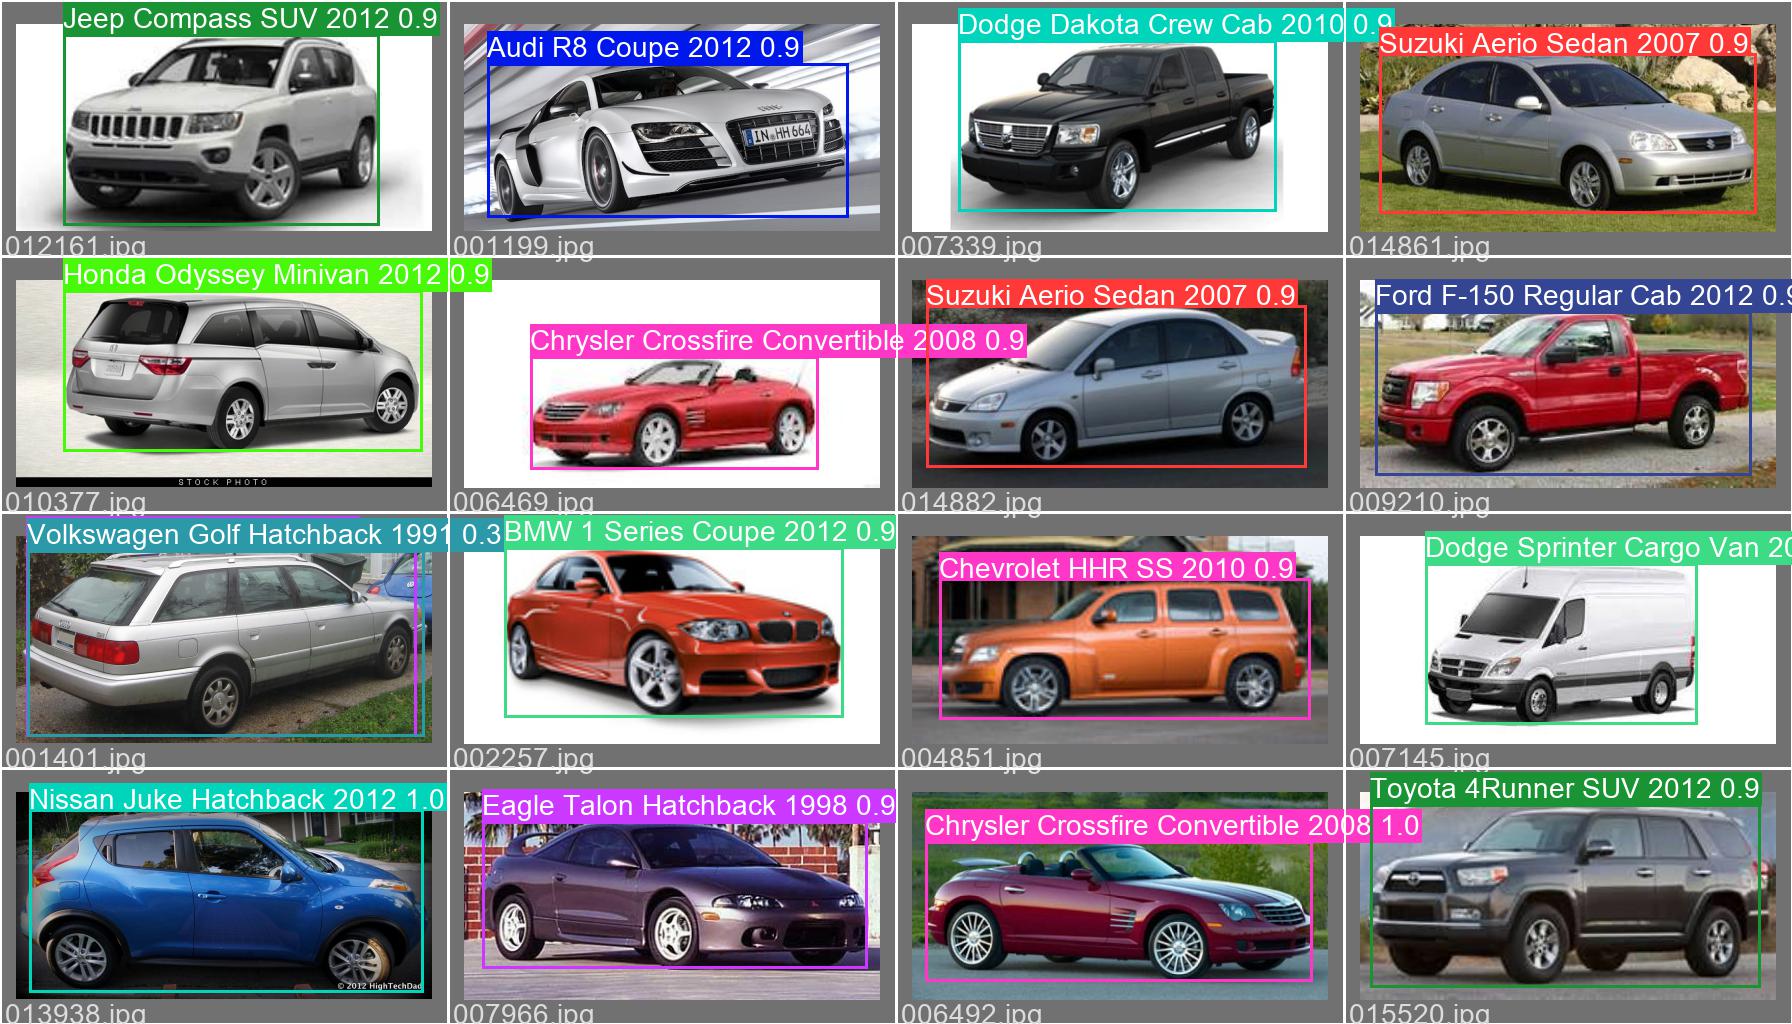 Jeep Compass SUV 2012 0.9
Audi R8 Coupe 2012 0.9
Dodge Dakota Crew Cab 2010 0.9
Suzuki Aerio Sedan 2007 0.9
IN HH 664
012161.jpg
001199.jpg
007339.jpg
014861.jpg
Honda Odyssey Minivan 2012 0.9
Chrysler Crossfire Convertible 2008 0.9
Suzuki Aerio Sedan 2007 0.9
Ford F-150 Regular Cab 2012 0.9
STOCK PHOTO
010377.jpg
006469.jpg
014882.jpg
009210.jpg
Volkswagen Golf Hatchback 1991 0.3
BMW 1 Series Coupe 2012 0.9
Chevrolet HHR SS 2010 0.9
Dodge Sprinter Cargo Van 20
001401.jpg
002257.jpg
004851.jpg
007145.jpg
Nissan Juke Hatchback 2012 1.0
Eagle Talon Hatchback 1998 0.9
Chrysler Crossfire Convertible 2008 1.0
Toyota 4Runner SUV 2012 0.9
© 2012 HighTechDad
013938.jpg
007966.jpg
006492.jpg
015520.jpg